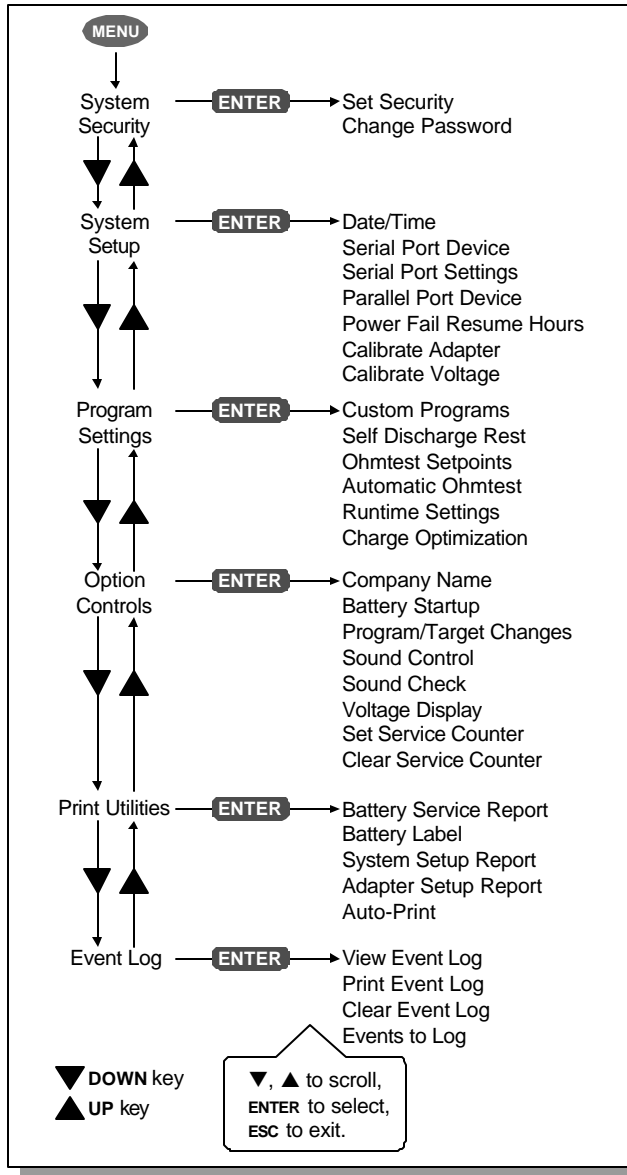 MENU
System
Security
ENTER
Set Security
Change Password
System
Setup
ENTER
Date/Time
Serial Port Device
Serial Port Settings
Parallel Port Device
Power Fail Resume Hours
Calibrate Adapter
Calibrate Voltage
Program
Settings
ENTER
Custom Programs
Self Discharge Rest
Ohmtest Setpoints
Automatic Ohmtest
Runtime Settings
Charge Optimization
Option
Controls
ENTER
Company Name
Battery Startup
Program/Target Changes
Sound Control
Sound Check
Voltage Display
Set Service Counter
Clear Service Counter
Print Utilities
ENTER
Battery Service Report
Battery Label
System Setup Report
Adapter Setup Report
Auto-Print
Event Log
ENTER
View Event Log
Print Event Log
Clear Event Log
Events to Log
▼ DOWN key
▲ UP key
▼, ▲ to scroll,
ENTER to select,
ESC to exit.